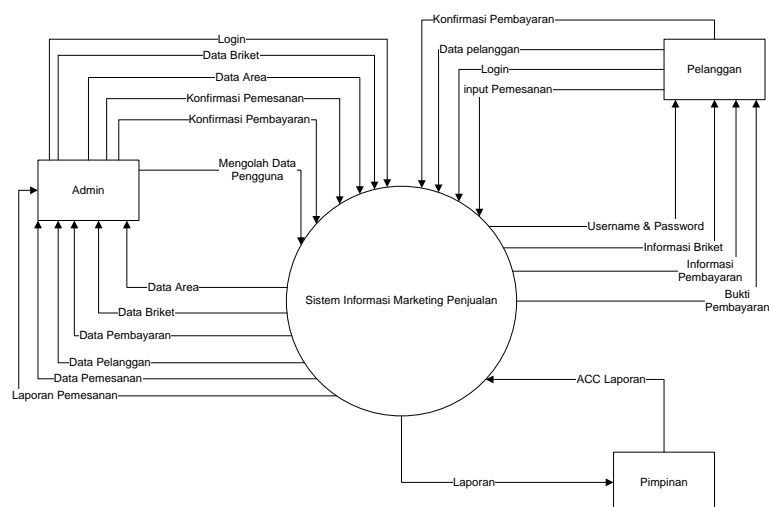 Login
Data Briket
Data Area
Konfirmasi Pemesanan
Konfirmasi Pembayaran
Mengolah Data
Pengguna
Admin
Konfirmasi Pembayaran
Data pelanggan
Login
input Pemesanan
Pelanggan
Username & Password
Informasi Briket
Informasi
Pembayaran
Bukti
Pembayaran
Sistem Informasi Marketing Penjualan
Data Area
Data Briket
Data Pembayaran
Data Pelanggan
Data Pemesanan
Laporan Pemesanan
ACC Laporan
Laporan
Pimpinan